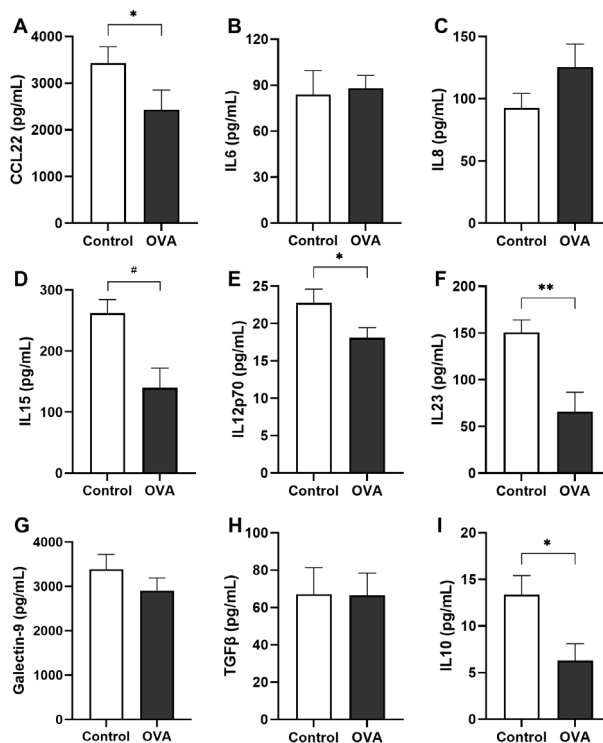 A
*
CCL22 (pg/mL)
4000
3000
2000
1000
0
Control OVA
B
IL6 (pg/mL)
120
90
60
30
0
Control OVA
C
IL8 (pg/mL)
150
100
50
0
Control OVA
D
#
IL15 (pg/mL)
300
200
100
0
Control OVA
E
*
IL12p70 (pg/mL)
25
20
15
10
5
0
Control OVA
F
**
IL23 (pg/mL)
200
150
100
50
0
Control OVA
G
Galectin-9 (pg/mL)
4000
3000
2000
1000
0
Control OVA
H
TGFβ (pg/mL)
100
80
60
40
20
0
Control OVA
I
*
IL10 (pg/mL)
20
15
10
5
0
Control OVA